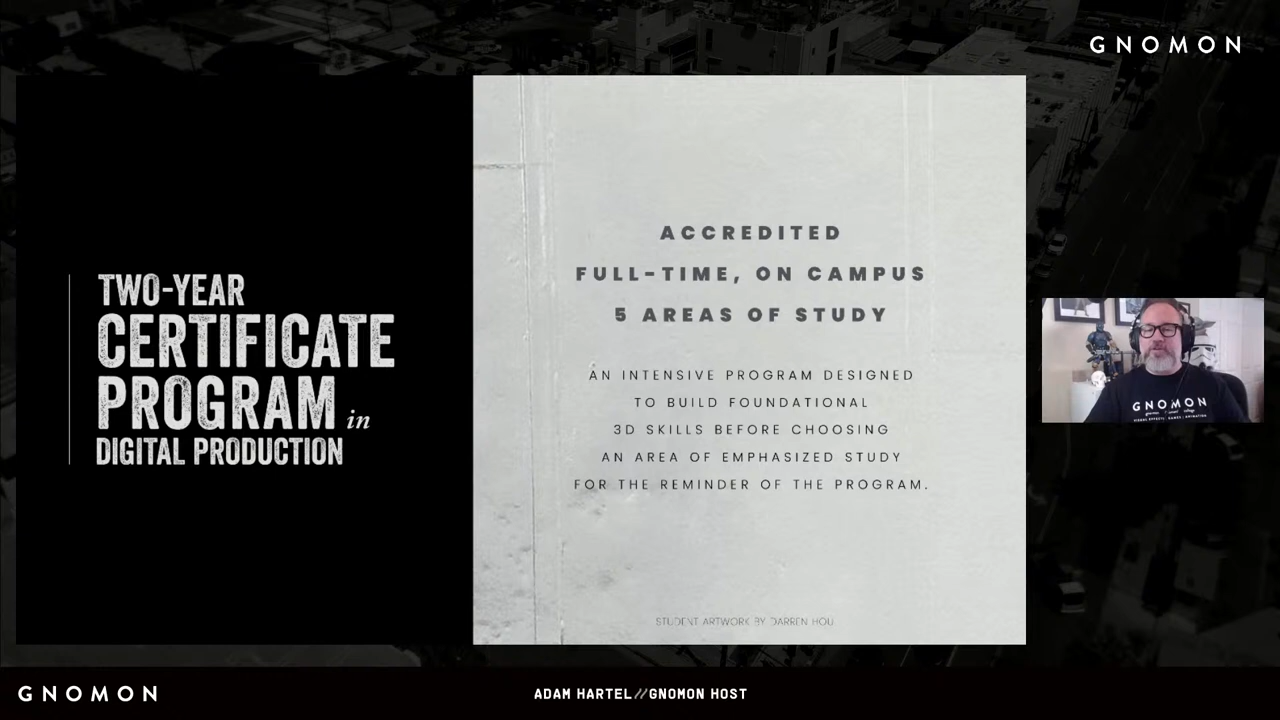 GNOMON
TWO-YEAR
CERTIFICATE
PROGRAM in
DIGITAL PRODUCTION
ACCREDITED
FULL-TIME, ON CAMPUS
5 AREAS OF STUDY
AN INTENSIVE PROGRAM DESIGNED
TO BUILD FOUNDATIONAL
3D SKILLS BEFORE CHOOSING
AN AREA OF EMPHASIZED STUDY
FOR THE REMINDER OF THE PROGRAM.
STUDENT ARTWORK BY DARREN HOU
GNOMON
GNOMON
ADAM HARTEL//GNOMON HOST